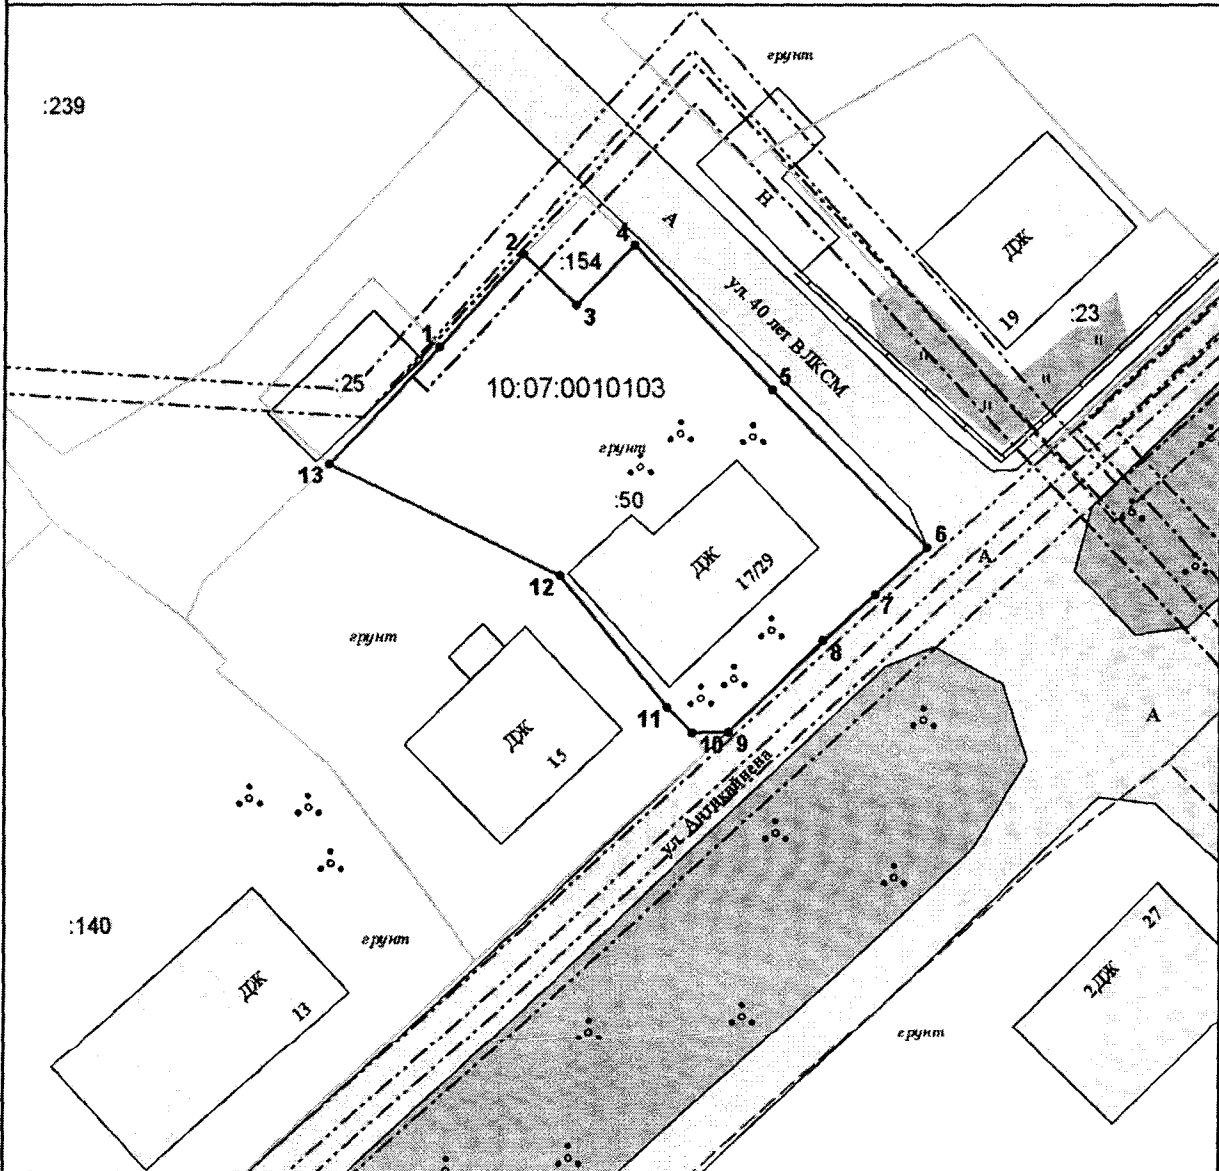 грунт
:239
А
Н
ДЖ
19
:23
"
"
"
"
4
2
:154
3
ул. 40 лет ВЛКСМ
1
:25
5
10:07:0010103
13
грунт
:50
6
ДЖ
17/29
А
12
7
8
грунт
11
10
9
ДЖ
15
ул. Антикайнена
А
:140
грунт
ДЖ
13
27
2ДЖ
грунт